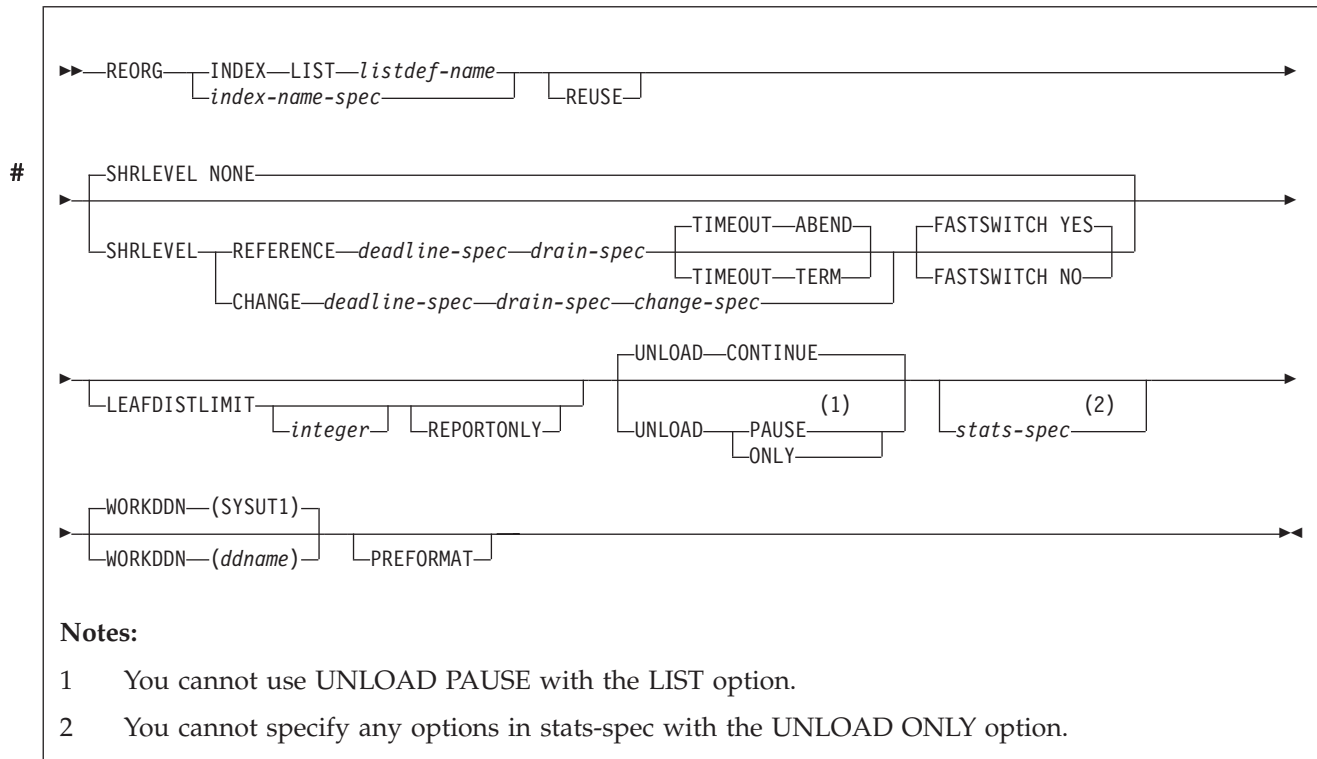 REORG INDEX LIST listdef-name
index-name-spec REUSE
# SHRLEVEL NONE
SHRLEVEL REFERENCE deadline-spec drain-spec TIMEOUT ABEND FASTSWITCH YES
TIMEOUT TERM FASTSWITCH NO
CHANGE deadline-spec drain-spec change-spec
UNLOAD CONTINUE
LEAFDISTLIMIT (1) (2)
integer REPORTONLY UNLOAD PAUSE stats-spec
ONLY
WORKDDN (SYSUT1)
WORKDDN (ddname) PREFORMAT
Notes:
1 You cannot use UNLOAD PAUSE with the LIST option.
2 You cannot specify any options in stats-spec with the UNLOAD ONLY option.